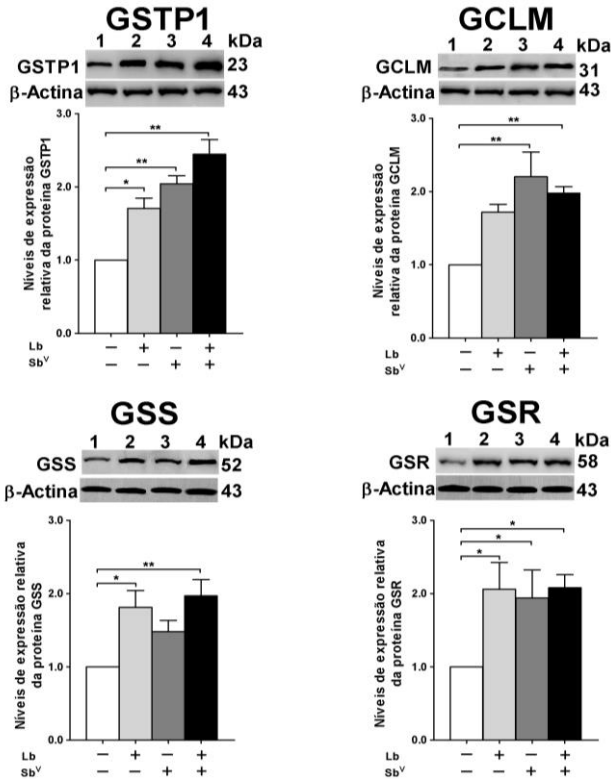 GSTP1
1 2 3 4 kDa
GSTP1 23
β-Actina 43
Níveis de expressão
relativa da proteína GSTP1
3.0
2.0
1.0
0.0
**
**
*
Lb − + − +
Sbⱽ − − + +
GCLM
1 2 3 4 kDa
GCLM 31
β-Actina 43
Níveis de expressão
relativa da proteína GCLM
3.0
2.0
1.0
0.0
**
**
Lb − + − +
Sbⱽ − − + +
GSS
1 2 3 4 kDa
GSS 52
β-Actina 43
Níveis de expressão relativa
da proteína GSS
3.0
2.0
1.0
0.0
**
*
Lb − + − +
Sbⱽ − − + +
GSR
1 2 3 4 kDa
GSR 58
β-Actina 43
Níveis de expressão relativa
da proteína GSR
3.0
2.0
1.0
0.0
*
*
*
Lb − + − +
Sbⱽ − − + +